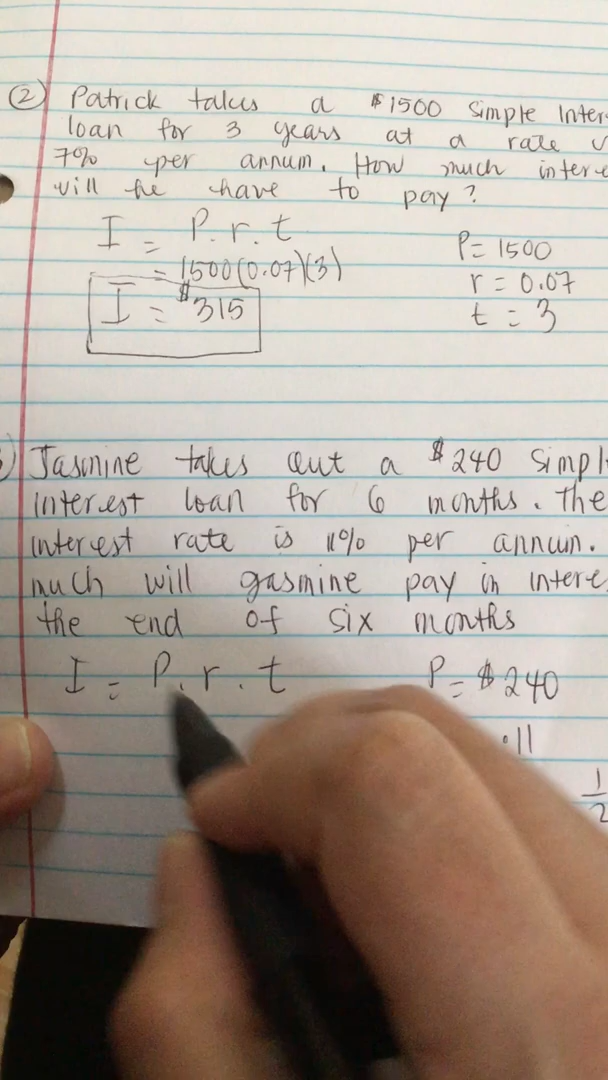 ② Patrick takes a $1500 simple Inter
loan for 3 years at a rate
7% per annum. How much intere
will he have to pay?
I = P.r.t
= 1500(0.07)(3)
I = $315
P = 1500
r = 0.07
t = 3
) Jasmine takes out a $240 simpl
interest loan for 6 months. The
interest rate is 11% per annum.
much will gasmine pay in intere
the end of six months
I = P.r.t
P = $240
.11
1/2